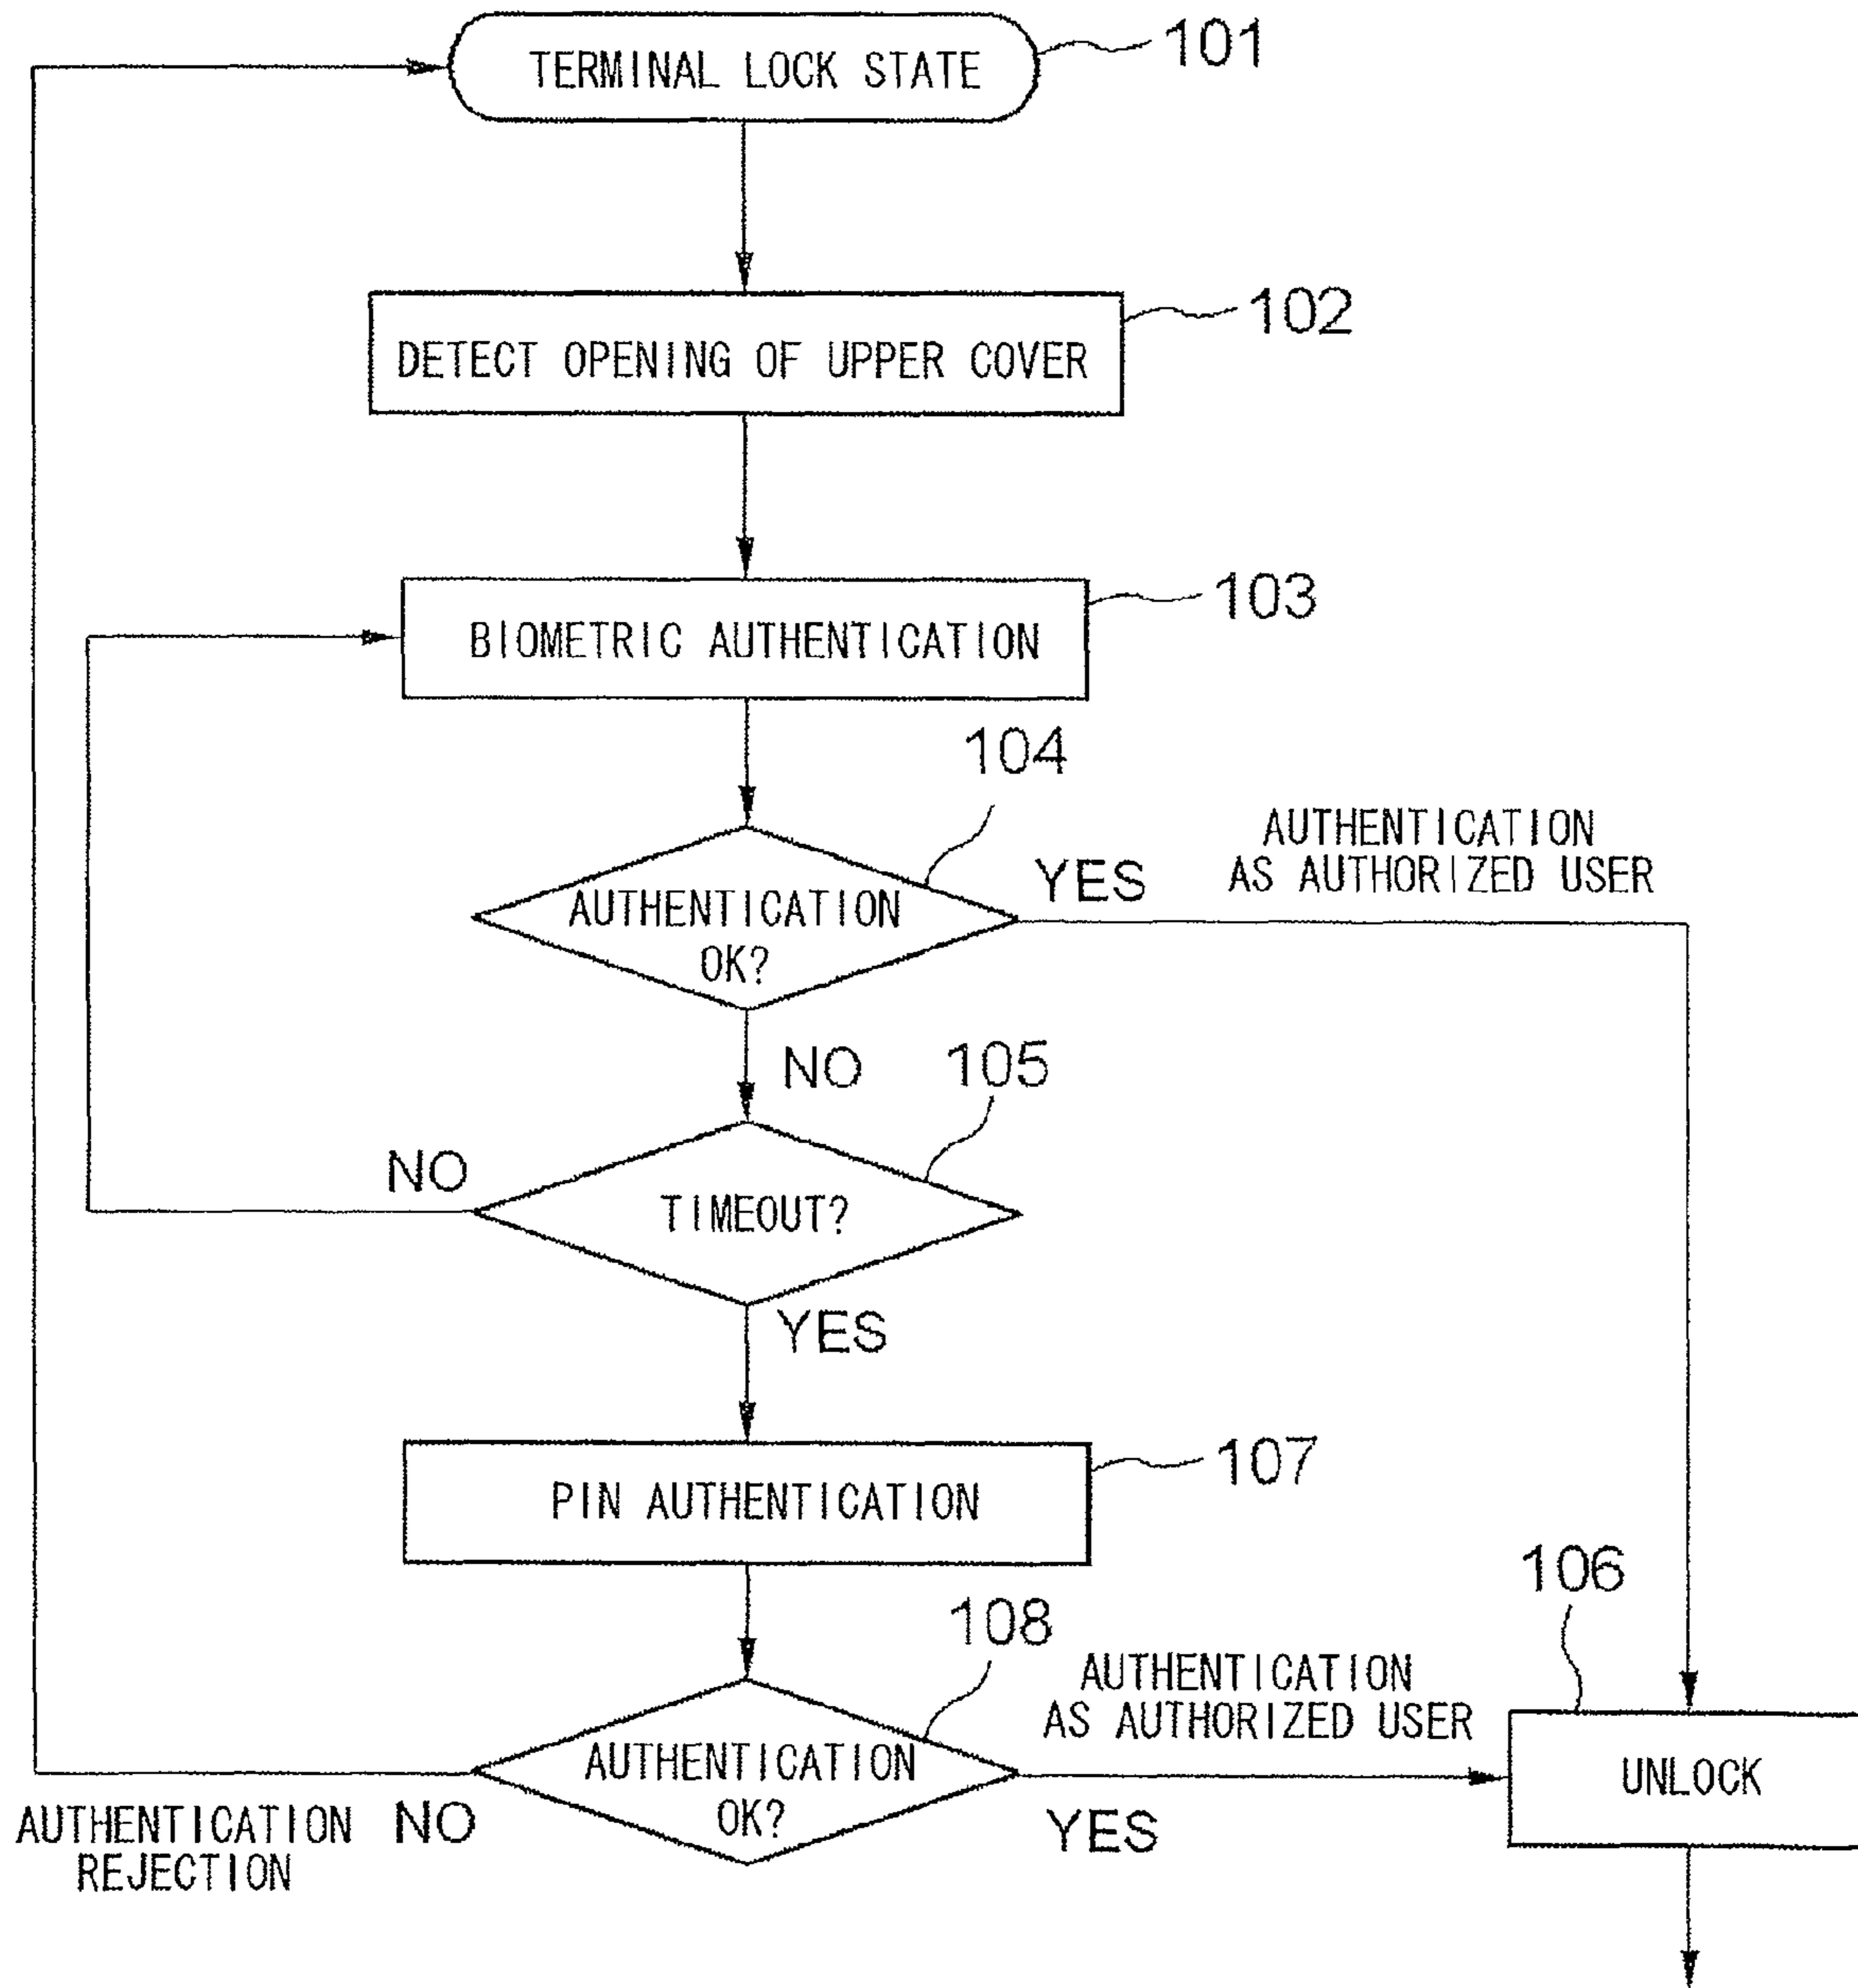 TERMINAL LOCK STATE
101
DETECT OPENING OF UPPER COVER
102
BIOMETRIC AUTHENTICATION
103
104
AUTHENTICATION
OK?
YES
AUTHENTICATION
AS AUTHORIZED USER
NO
105
TIMEOUT?
NO
YES
PIN AUTHENTICATION
107
108
AUTHENTICATION
OK?
AUTHENTICATION
AS AUTHORIZED USER
YES
106
UNLOCK
AUTHENTICATION
REJECTION
NO